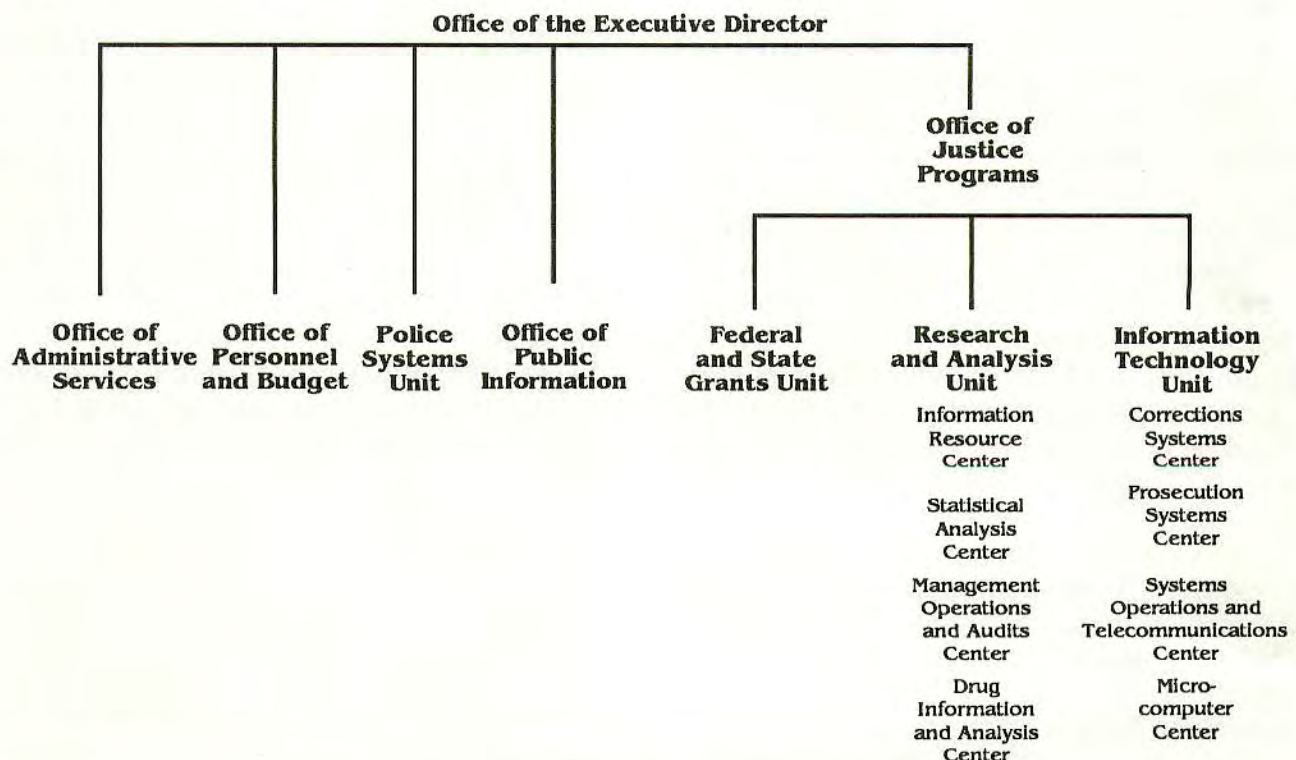 Office of the Executive Director
Office of
Justice
Programs
Office of
Administrative
Services
Office of
Personnel
and Budget
Police
Systems
Unit
Office of
Public
Information
Federal
and State
Grants Unit
Research
and Analysis
Unit
Information
Resource
Center
Statistical
Analysis
Center
Management
Operations
and Audits
Center
Drug
Information
and Analysis
Center
Information
Technology
Unit
Corrections
Systems
Center
Prosecution
Systems
Center
Systems
Operations and
Telecommunications
Center
Micro-
computer
Center